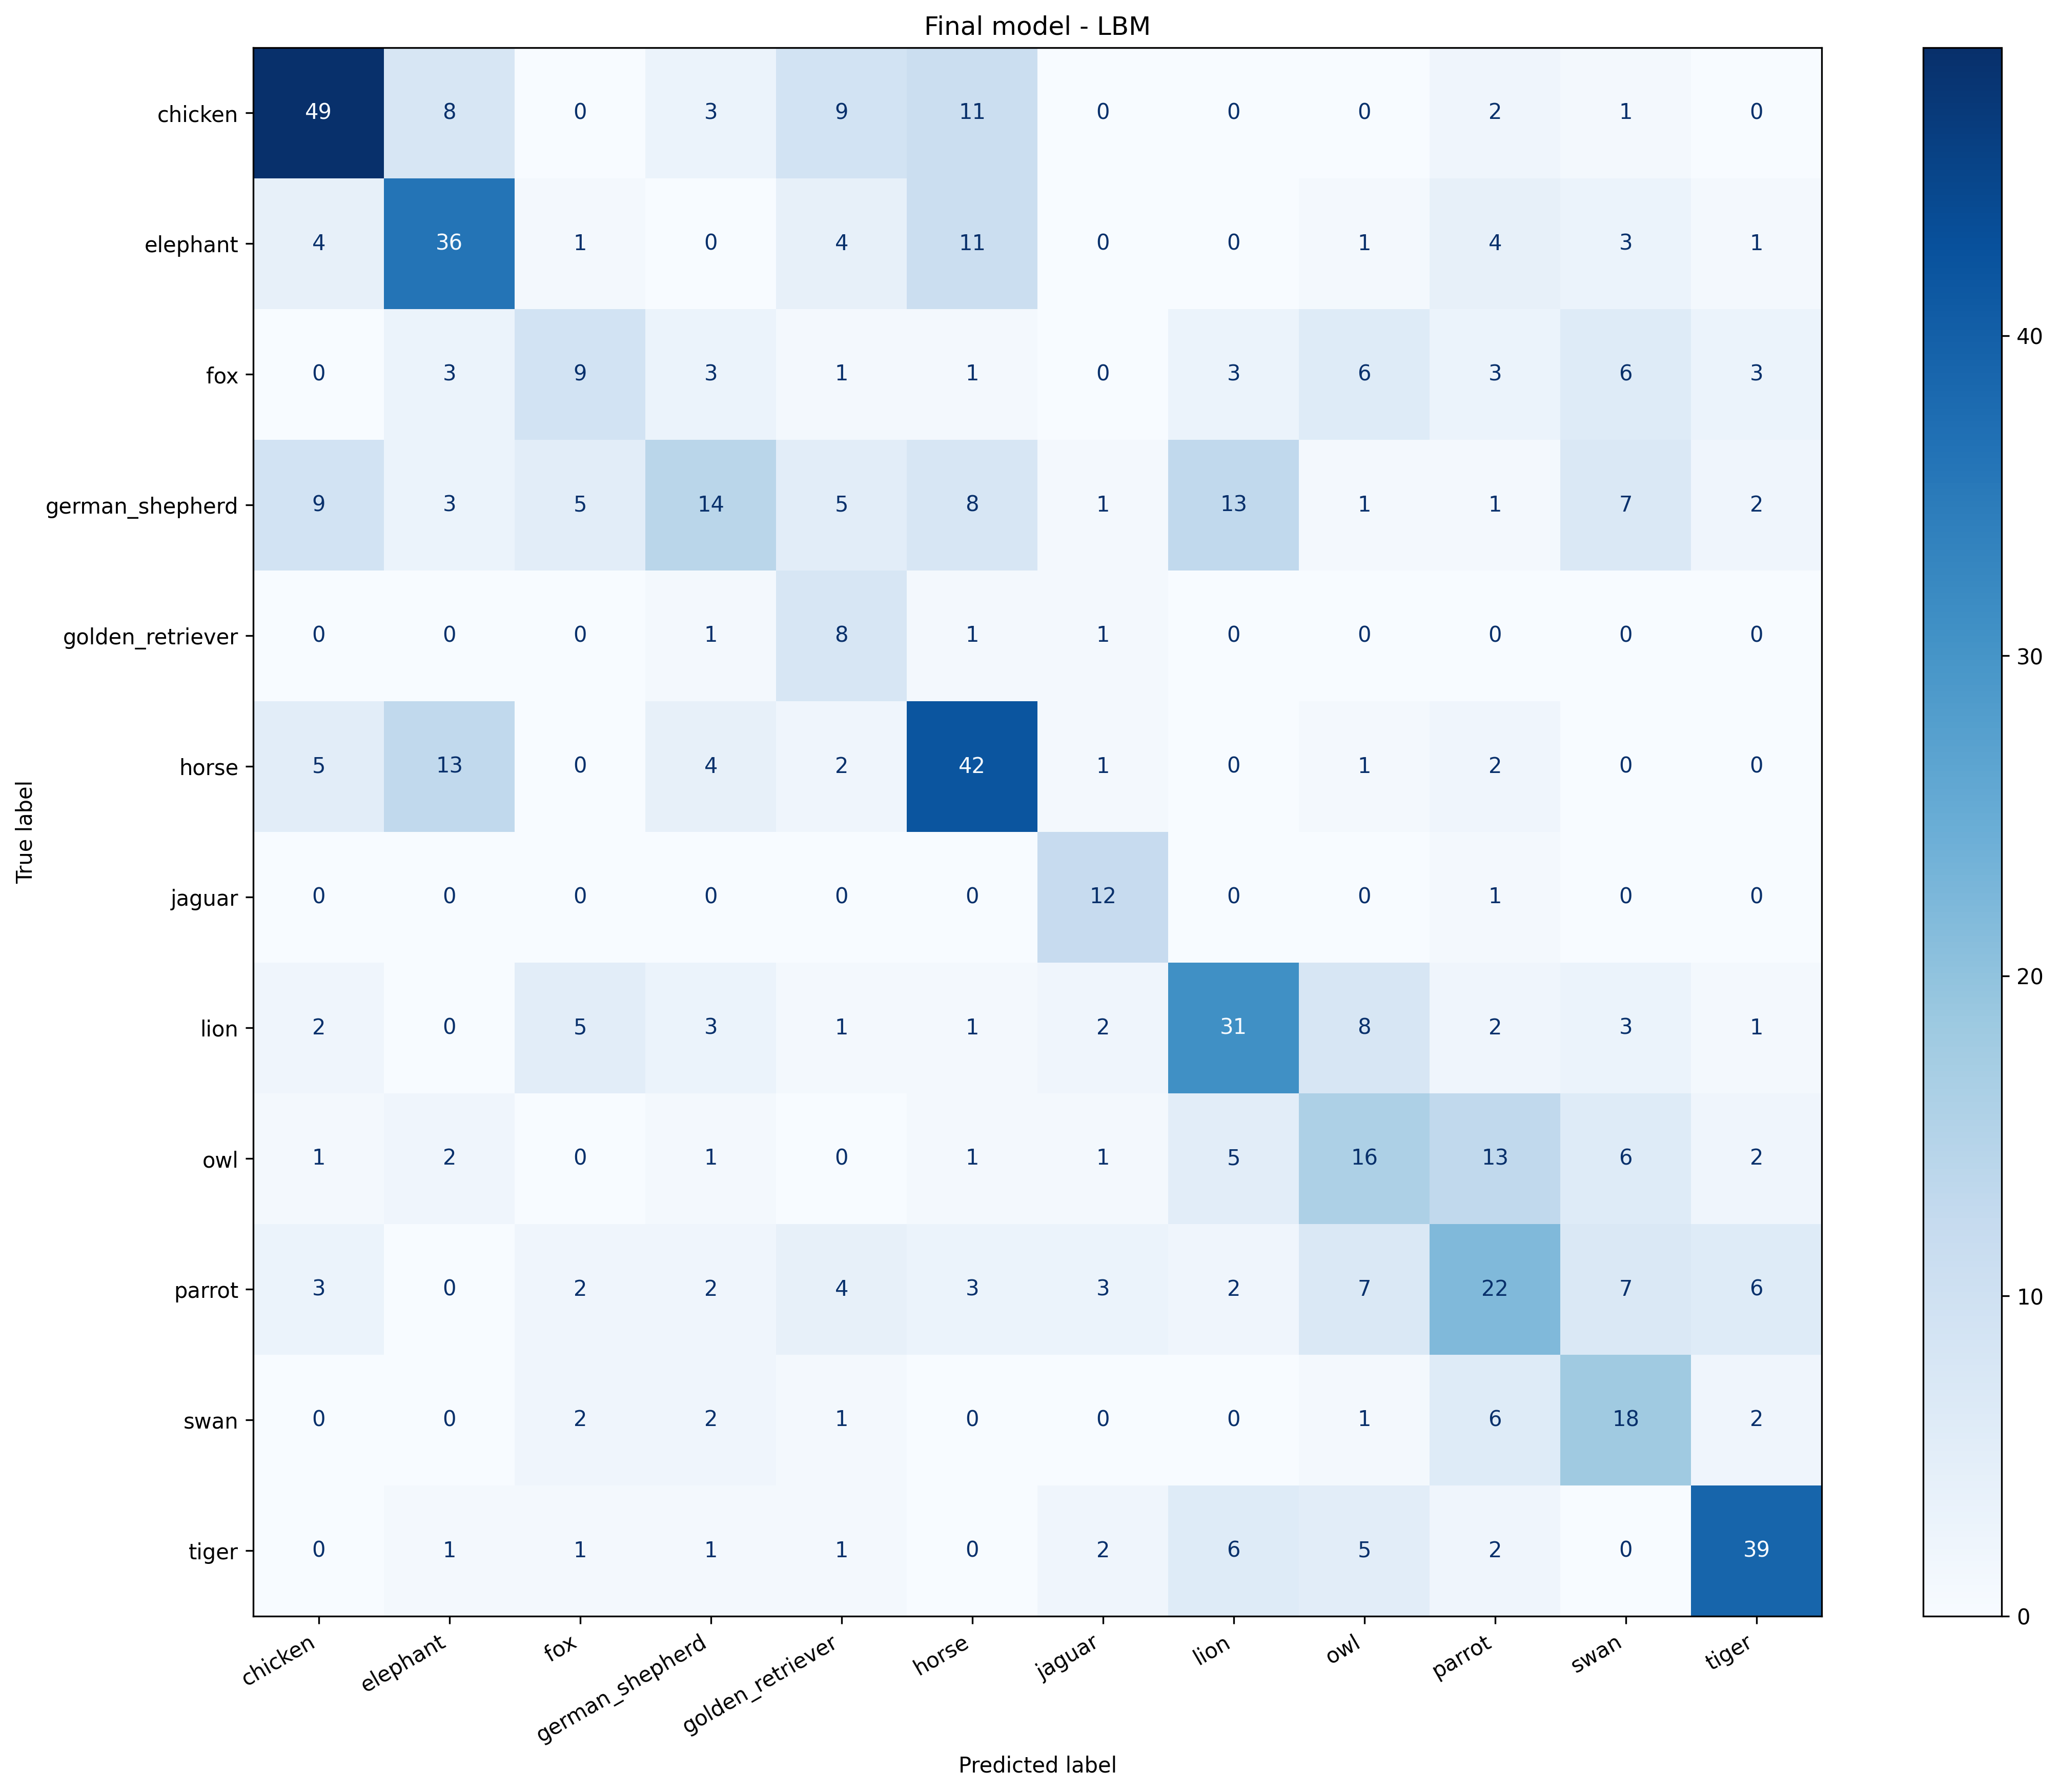 Final model - LBM
chicken 49 8 0 3 9 11 0 0 0 2 1 0
elephant 4 36 1 0 4 11 0 0 1 4 3 1
fox 0 3 9 3 1 1 0 3 6 3 6 3
german_shepherd 9 3 5 14 5 8 1 13 1 1 7 2
golden_retriever 0 0 0 1 8 1 1 0 0 0 0 0
horse 5 13 0 4 2 42 1 0 1 2 0 0
jaguar 0 0 0 0 0 0 12 0 0 1 0 0
lion 2 0 5 3 1 1 2 31 8 2 3 1
owl 1 2 0 1 0 1 1 5 16 13 6 2
parrot 3 0 2 2 4 3 3 2 7 22 7 6
swan 0 0 2 2 1 0 0 0 1 6 18 2
tiger 0 1 1 1 1 0 2 6 5 2 0 39
True label
chicken elephant fox german_shepherd golden_retriever horse jaguar lion owl parrot swan tiger
Predicted label
40
30
20
10
0